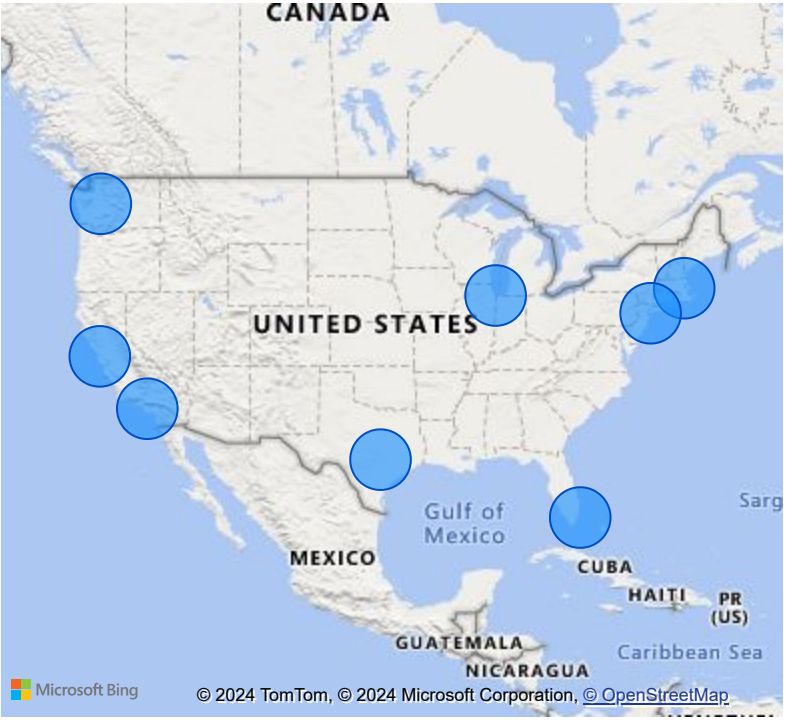 CANADA
UNITED STATES
Gulf of
Mexico
Sarg
MEXICO
CUBA
HAITI
PR
(US)
GUATEMALA
Caribbean Sea
NICARAGUA
Microsoft Bing
© 2024 TomTom, © 2024 Microsoft Corporation, © OpenStreetMap